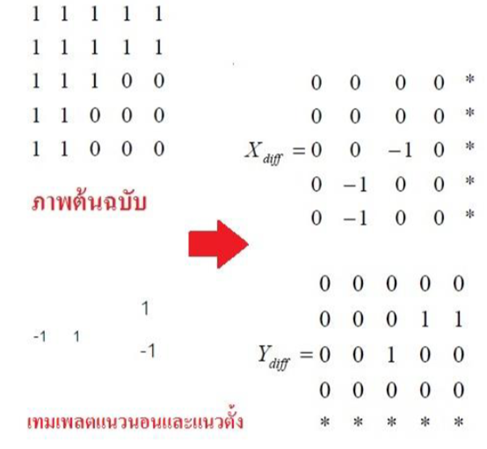 1 1 1 1 1
1 1 1 1 1
1 1 1 0 0
1 1 0 0 0
1 1 0 0 0
ภาพต้นฉบับ
0 0 0 0 *
0 0 0 0 *
X diff = 0 0 −1 0 *
0 −1 0 0 *
0 −1 0 0 *
-1 1
1
-1
เทมเพลตแนวนอนและแนวตั้ง
0 0 0 0 0
0 0 0 1 1
Y diff = 0 0 1 0 0
0 0 0 0 0
* * * * *